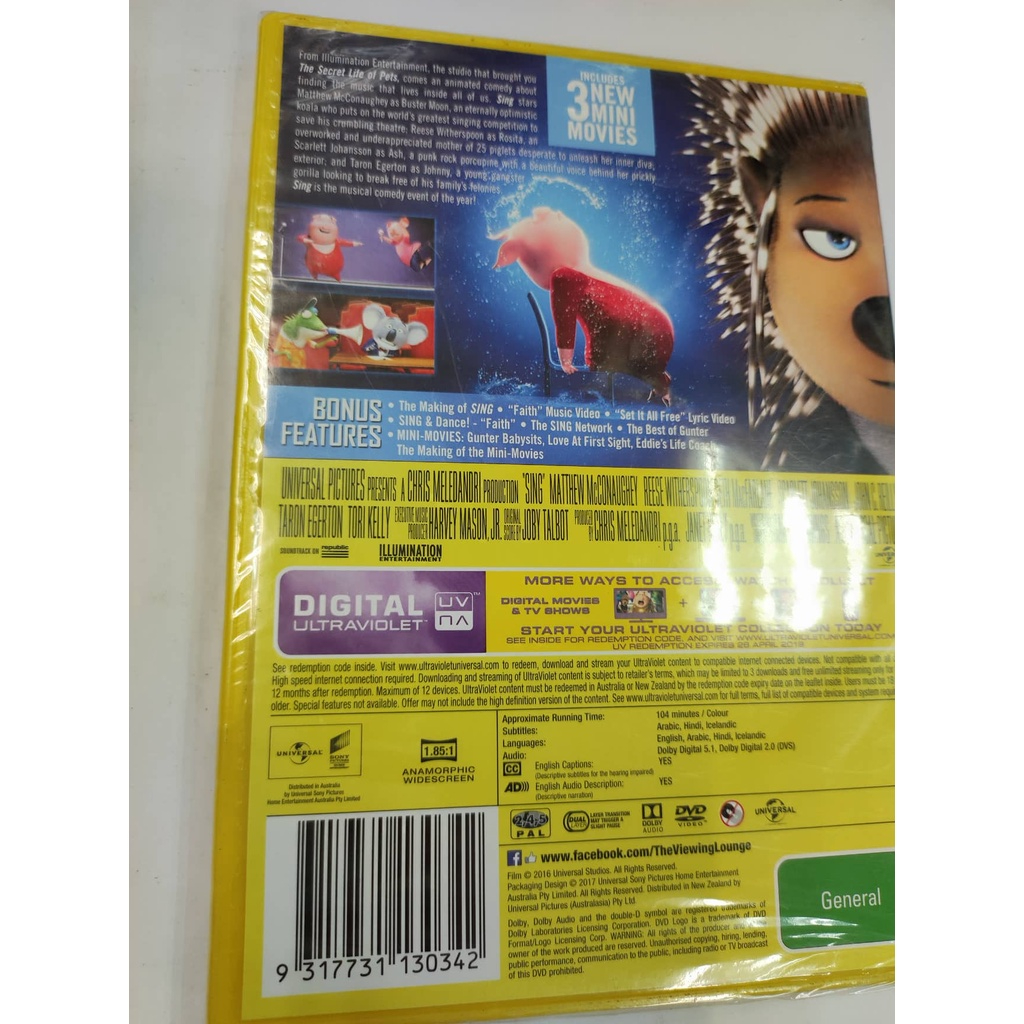 From Illumination Entertainment, the studio that brought you
The Secret Life of Pets, comes an animated comedy about
finding the music that lives inside all of us. Sing stars
Matthew McConaughey as Buster Moon, an eternally optimistic
koala who puts on the world's greatest singing competition to
save his crumbling theatre; Reese Witherspoon as Rosita, an
overworked and underappreciated mother of 25 piglets desperate to unleash her inner diva;
Scarlett Johansson as Ash, a punk rock porcupine with a beautiful voice behind her prickly
exterior; and Taron Egerton as Johnny, a young gangster
gorilla looking to break free of his family's felonies.
Sing is the musical comedy event of the year!
INCLUDES
3 NEW
MINI
MOVIES
BONUS
FEATURES
• The Making of SING • "Faith" Music Video • "Set It All Free" Lyric Video
• SING & Dance! - "Faith" • The SING Network • The Best of Gunter
• MINI-MOVIES: Gunter Babysits, Love At First Sight, Eddie's Life
The Making of the Mini-Movies
UNIVERSAL PICTURES PRESENTS A CHRIS MELEDANDRI PRODUCTION 'SING' MATTHEW McCONAUGHEY REESE
TARON EGERTON TORI KELLY EXECUTIVE MUSIC PRODUCER HARVEY MASON, JR. ORIGINAL SCORE BY JOBY TALBOT PRODUCED BY CHRIS MELEDANDRI, p.g.a. p.g.a.
SOUNDTRACK ON republic
ILLUMINATION
ENTERTAINMENT
DIGITAL
ULTRAVIOLET
UV
MORE WAYS TO
DIGITAL MOVIES
& TV SHOWS
+
START YOUR ULTRAVIOLET TODAY
SEE INSIDE FOR REDEMPTION CODE, AND VISIT WWW.ULTRAVIOLETUNIVERSAL.COM
UV REDEMPTION EXPIRES 26 APRIL
See redemption code inside. Visit www.ultravioletuniversal.com to redeem, download and stream your UltraViolet content to compatible internet connected devices. Not compatible with all
High speed internet connection required. Downloading and streaming of UltraViolet content is subject to retailer's terms, which may be limited to 3 downloads and free unlimited streaming only for
12 months after redemption. Maximum of 12 devices. UltraViolet content must be redeemed in Australia or New Zealand by the redemption code expiry date on the leaflet inside. Users must be
older. Special features not available. Offer may not include the high definition version of the content. See www.ultravioletuniversal.com for full terms, full list of compatible devices and system
UNIVERSAL
SONY
Distributed in Australia
by Universal Sony Pictures
Home Entertainment Australia Pty Limited
1.85:1
ANAMORPHIC
WIDESCREEN
Approximate Running Time: 104 minutes / Colour
Subtitles: Arabic, Hindi, Icelandic
Languages: English, Arabic, Hindi, Icelandic
Audio: Dolby Digital 5.1, Dolby Digital 2.0 (DVS)
CC English Captions: YES
(Descriptive subtitles for the hearing impaired)
AD))) English Audio Description: YES
(Descriptive narration)
2,4,5
PAL
DUAL LAYER
LAYER TRANSITION
MAY TRIGGER A
SLIGHT PAUSE
DOLBY
AUDIO
DVD
VIDEO
UNIVERSAL
www.facebook.com/TheViewingLounge
Film © 2016 Universal Studios. All Rights Reserved.
Packaging Design © 2017 Universal Sony Pictures Home Entertainment
Australia Pty Limited. All Rights Reserved. Distributed in New Zealand by
Universal Pictures (Australasia) Pty Ltd.
Dolby, Dolby Audio and the double-D symbol are registered trademarks of
Dolby Laboratories Licensing Corporation. DVD Logo is a trademark of DVD
Format/Logo Licensing Corp. WARNING: All rights of the producer and
owner of the work produced are reserved. Unauthorised copying, hiring, lending,
public performance, communication to the public, including radio or TV broadcast
of this DVD prohibited.
General
9 317731 130342